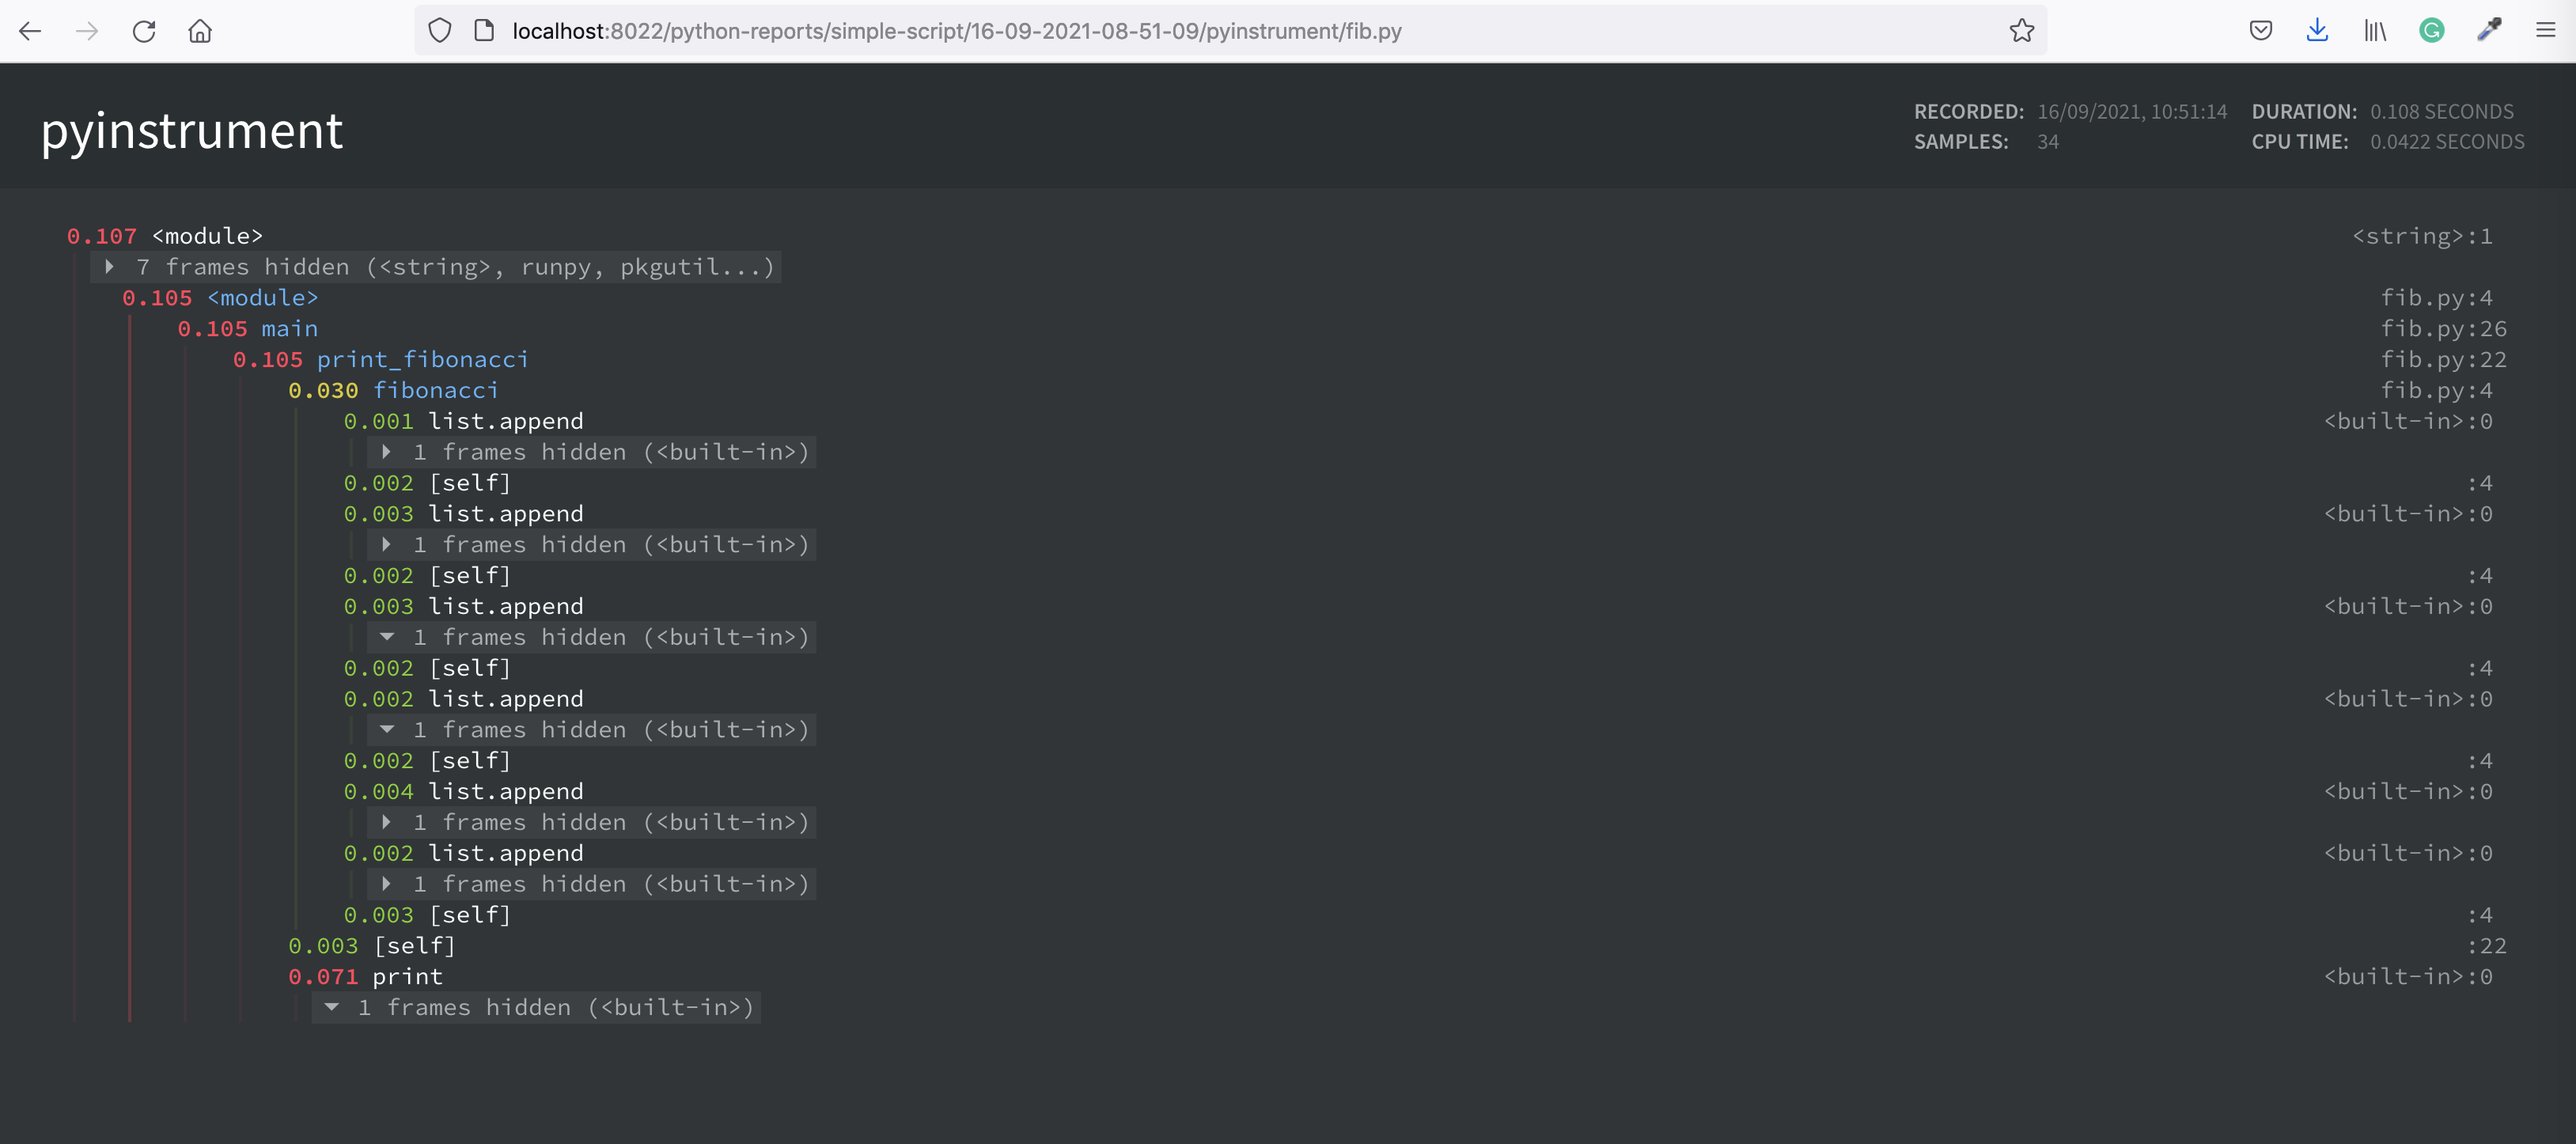 localhost:8022/python-reports/simple-script/16-09-2021-08-51-09/pyinstrument/fib.py
pyinstrument
RECORDED: 16/09/2021, 10:51:14 DURATION: 0.108 SECONDS
SAMPLES: 34 CPU TIME: 0.0422 SECONDS
0.107 <module> <string>:1
7 frames hidden (<string>, runpy, pkgutil...)
0.105 <module> fib.py:4
0.105 main fib.py:26
0.105 print_fibonacci fib.py:22
0.030 fibonacci fib.py:4
0.001 list.append <built-in>:0
1 frames hidden (<built-in>)
0.002 [self] :4
0.003 list.append <built-in>:0
1 frames hidden (<built-in>)
0.002 [self] :4
0.003 list.append <built-in>:0
1 frames hidden (<built-in>)
0.002 [self] :4
0.002 list.append <built-in>:0
1 frames hidden (<built-in>)
0.002 [self] :4
0.004 list.append <built-in>:0
1 frames hidden (<built-in>)
0.002 list.append <built-in>:0
1 frames hidden (<built-in>)
0.003 [self] :4
0.003 [self] :22
0.071 print <built-in>:0
1 frames hidden (<built-in>)